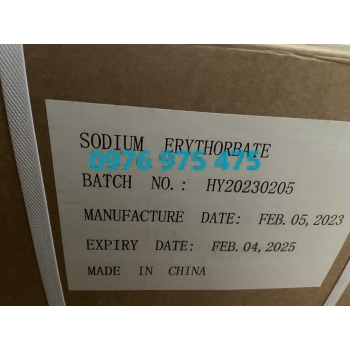 SODIUM ERYTHORBATE
0976 975 475
BATCH NO.: HY20230205
MANUFACTURE DATE: FEB.05,2023
EXPIRY DATE: FEB.04,2025
MADE IN CHINA